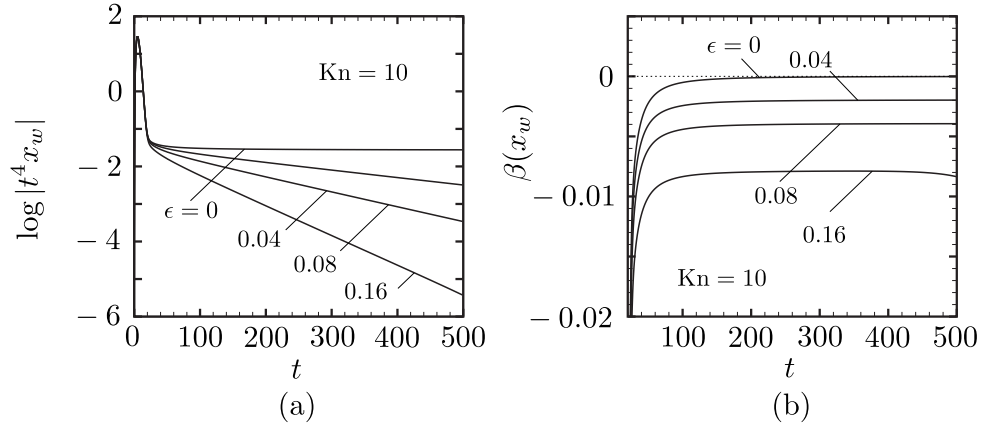 log |t⁴ x_w|
2
0
− 2
− 4
− 6
Kn = 10
ϵ = 0
0.04
0.08
0.16
0 100 200 300 400 500
t
(a)
β(x_w)
0
− 0.01
− 0.02
ϵ = 0
0.04
0.08
0.16
Kn = 10
100 200 300 400 500
t
(b)